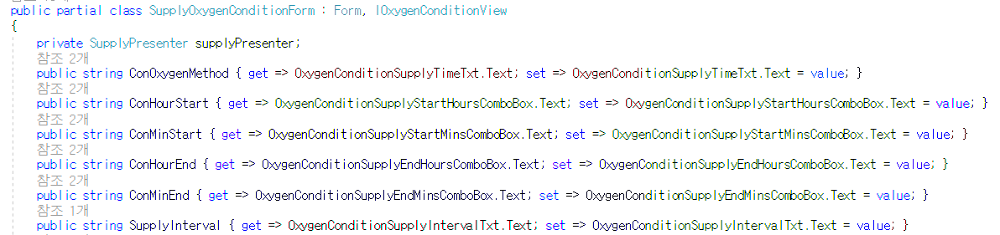 public partial class SupplyOxygenConditionForm : Form, IOxygenConditionView
{
private SupplyPresenter supplyPresenter;
참조 2개
public string ConOxygenMethod { get => OxygenConditionSupplyTimeTxt.Text; set => OxygenConditionSupplyTimeTxt.Text = value; }
참조 2개
public string ConHourStart { get => OxygenConditionSupplyStartHoursComboBox.Text; set => OxygenConditionSupplyStartHoursComboBox.Text = value; }
참조 2개
public string ConMinStart { get => OxygenConditionSupplyStartMinsComboBox.Text; set => OxygenConditionSupplyStartMinsComboBox.Text = value; }
참조 2개
public string ConHourEnd { get => OxygenConditionSupplyEndHoursComboBox.Text; set => OxygenConditionSupplyEndHoursComboBox.Text = value; }
참조 2개
public string ConMinEnd { get => OxygenConditionSupplyEndMinsComboBox.Text; set => OxygenConditionSupplyEndMinsComboBox.Text = value; }
참조 1개
public string SupplyInterval { get => OxygenConditionSupplyIntervalTxt.Text; set => OxygenConditionSupplyIntervalTxt.Text = value; }